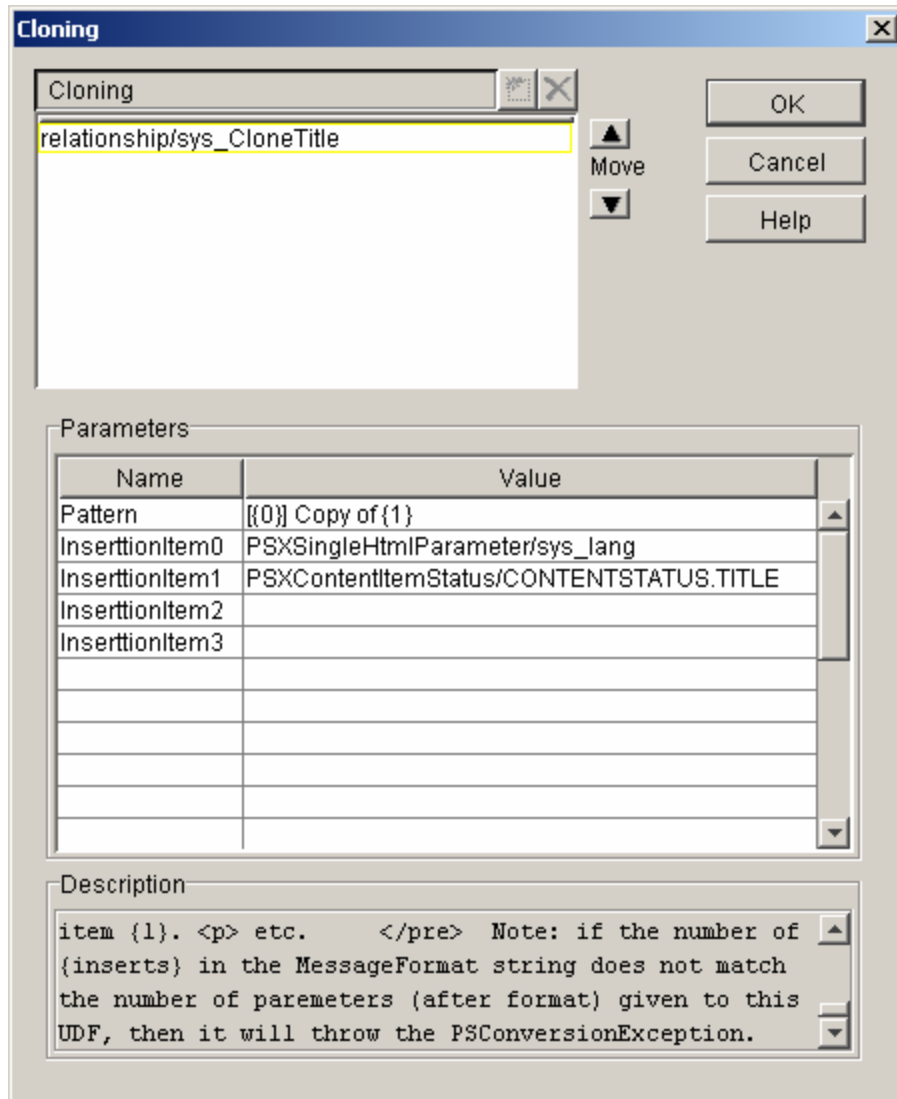 Cloning
Cloning
OK
relationship/sys_CloneTitle
Move
Cancel
Help
Parameters
Name Value
Pattern [{0}] Copy of {1}
InserttionItem0 PSXSingleHtmlParameter/sys_lang
InserttionItem1 PSXContentItemStatus/CONTENTSTATUS.TITLE
InserttionItem2
InserttionItem3
Description
item {1}. <p> etc. </pre> Note: if the number of
{inserts} in the MessageFormat string does not match
the number of paremeters (after format) given to this
UDF, then it will throw the PSConversionException.